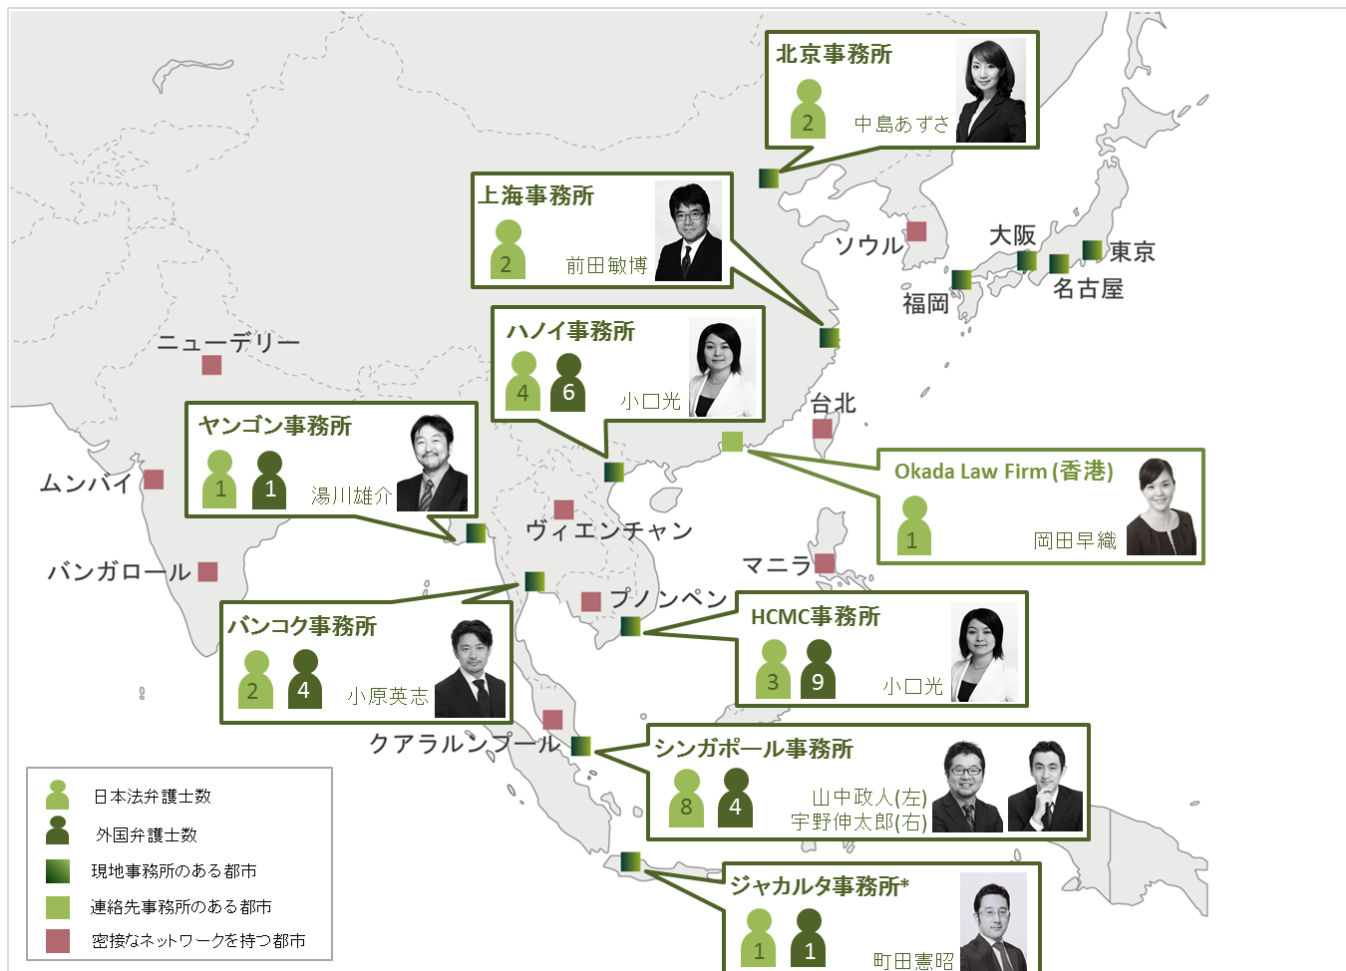 北京事務所
2
中島あずさ
上海事務所
2
前田敏博
ソウル
大阪
東京
名古屋
福岡
ハノイ事務所
4
6
小口光
ニューデリー
台北
ヤンゴン事務所
1
1
湯川雄介
ムンバイ
Okada Law Firm (香港)
1
岡田早織
ヴィエンチャン
バンガロール
マニラ
プノンペン
バンコク事務所
2
4
小原英志
HCMC事務所
3
9
小口光
クアラルンプール
シンガポール事務所
8
4
山中政人(左)
宇野伸太郎(右)
ジャカルタ事務所*
1
1
町田憲昭
日本法弁護士数
外国弁護士数
現地事務所のある都市
連絡先事務所のある都市
密接なネットワークを持つ都市